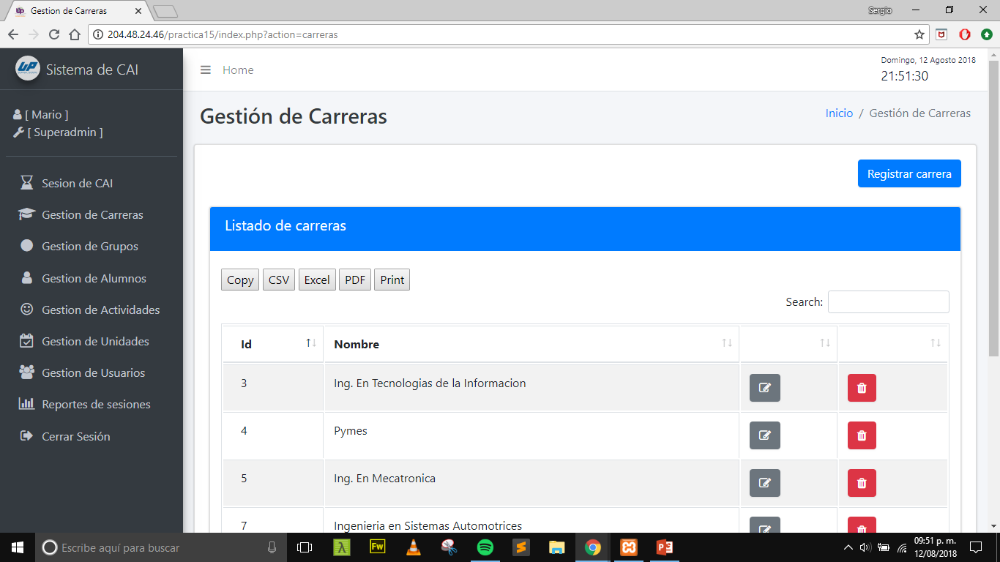 Gestion de Carreras
Sergio
204.48.24.46/practica15/index.php?action=carreras
UP Sistema de CAI
Home
Domingo, 12 Agosto 2018
21:51:30
[ Mario ]
[ Superadmin ]
Gestión de Carreras
Inicio / Gestión de Carreras
Sesion de CAI
Gestion de Carreras
Gestion de Grupos
Gestion de Alumnos
Gestion de Actividades
Gestion de Unidades
Gestion de Usuarios
Reportes de sesiones
Cerrar Sesión
Registrar carrera
Listado de carreras
Copy CSV Excel PDF Print
Search:
Id Nombre
3 Ing. En Tecnologias de la Informacion
4 Pymes
5 Ing. En Mecatronica
7 Ingenieria en Sistemas Automotrices
Escribe aquí para buscar
Fw
09:51 p. m.
12/08/2018